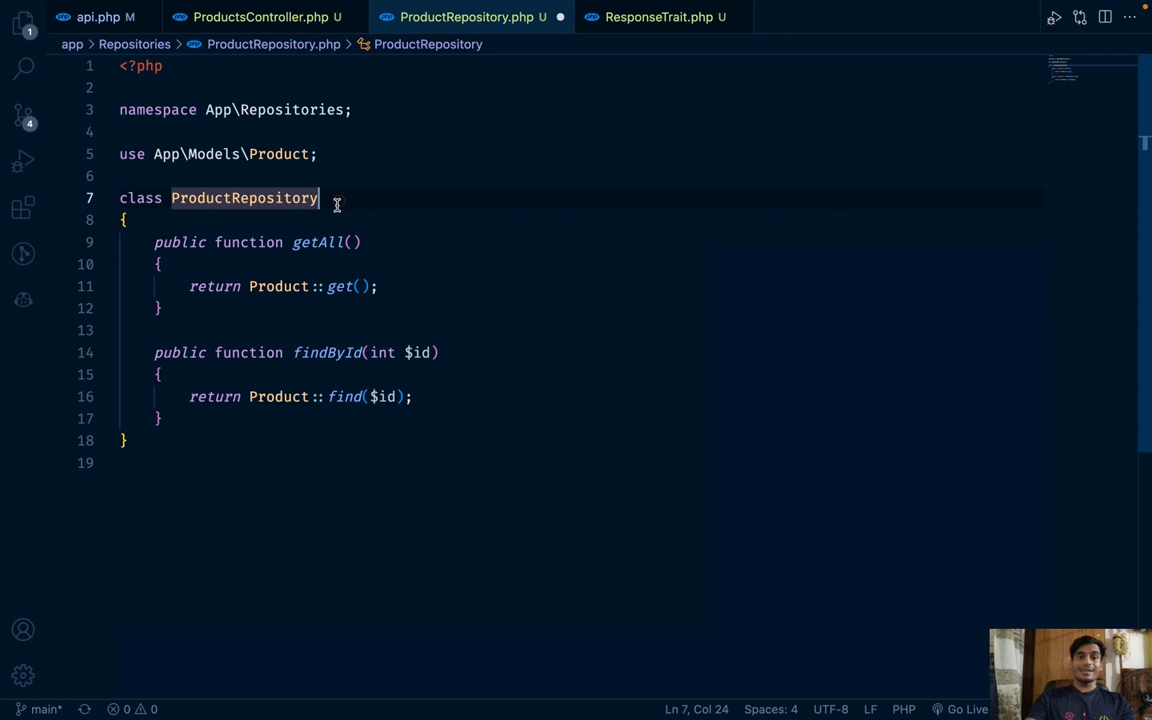 api.php M ProductsController.php U ProductRepository.php U ResponseTrait.php U
1
app > Repositories > ProductRepository.php > ProductRepository
1 <?php
2
3 namespace App\Repositories;
4
4
5 use App\Models\Product;
6
7 class ProductRepository
8 {
9 public function getAll()
10 {
11 return Product::get();
12 }
13
14 public function findById(int $id)
15 {
16 return Product::find($id);
17 }
18 }
19
main* 0 0 Ln 7, Col 24 Spaces: 4 UTF-8 LF PHP Go Live